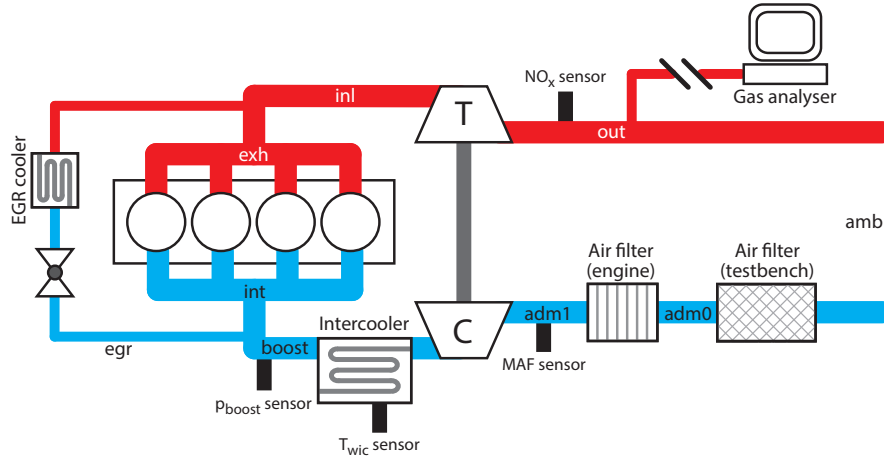 NOx sensor
Gas analyser
inl
T
out
exh
EGR cooler
amb
Air filter
(engine)
Air filter
(testbench)
int
adm1
adm0
Intercooler
C
boost
egr
MAF sensor
pboost sensor
Twic sensor